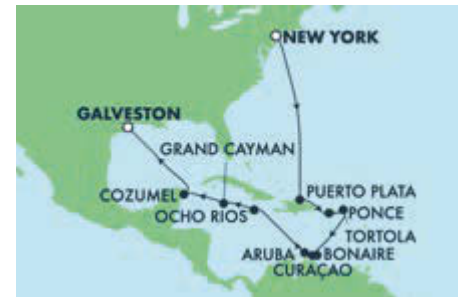 NEW YORK
GALVESTON
GRAND CAYMAN
COZUMEL
PUERTO PLATA
OCHO RIOS
PONCE
TORTOLA
ARUBA
BONAIRE
CURAÇAO